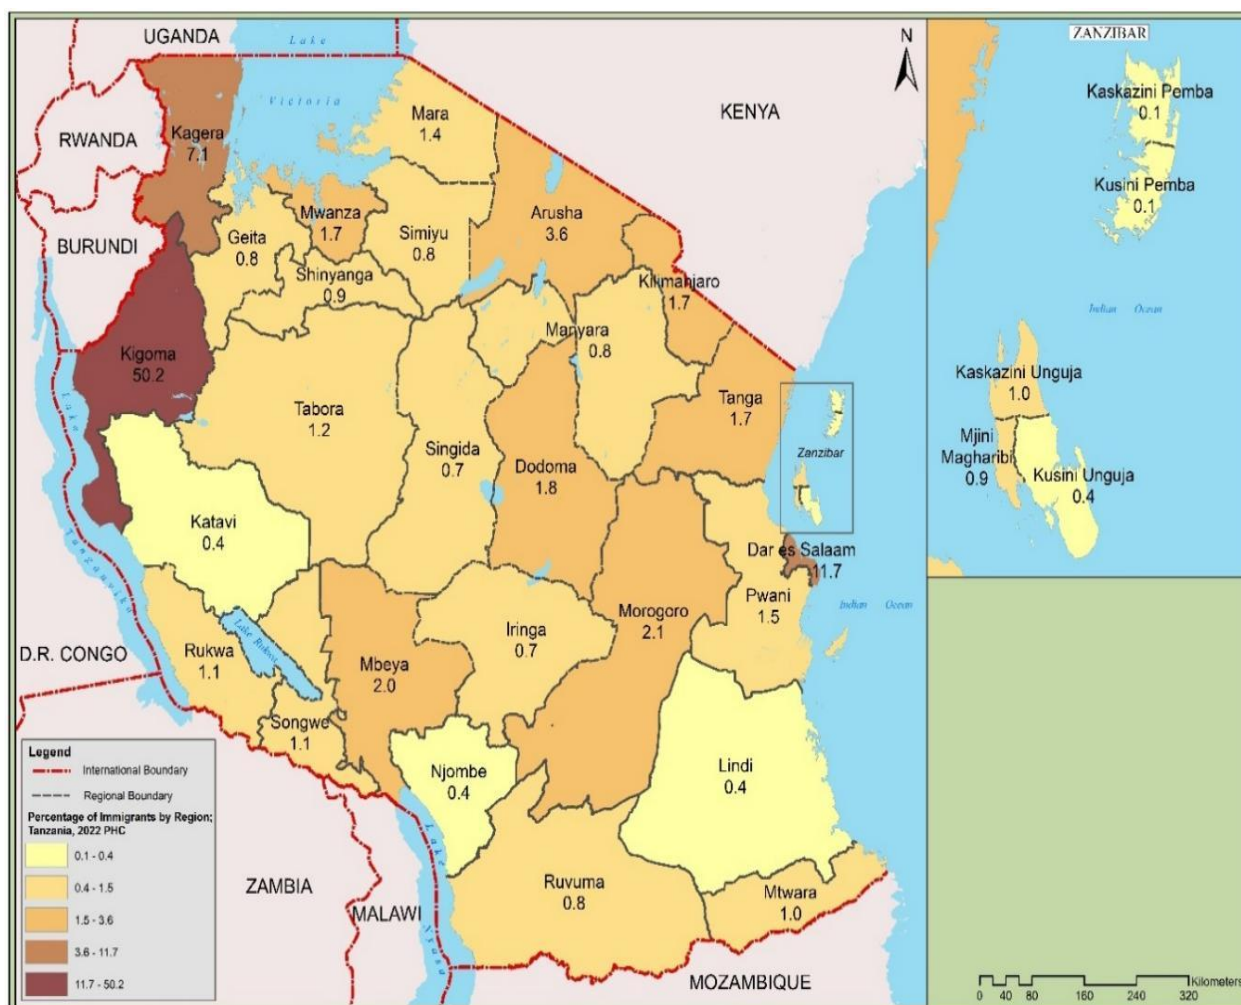 UGANDA
Lake
Victoria
RWANDA
BURUNDI
KENYA
N
Kagera
7.1
Mara
1.4
Mwanza
1.7
Arusha
3.6
Geita
0.8
Simiyu
0.8
Shinyanga
0.9
Kilimanjaro
1.7
Kigoma
50.2
Manyara
0.8
Tabora
1.2
Singida
0.7
Dodoma
1.8
Tanga
1.7
Zanzibar
Lake
Tanganyika
Katavi
0.4
Dar es Salaam
11.7
Pwani
1.5
Indian Ocean
Morogoro
2.1
Iringa
0.7
D.R. CONGO
Rukwa
1.1
Lake Rukwa
Mbeya
2.0
Songwe
1.1
Njombe
0.4
Lindi
0.4
Ruvuma
0.8
Mtwara
1.0
ZAMBIA
MALAWI
Lake
Nyasa
MOZAMBIQUE
Legend
International Boundary
Regional Boundary
Percentage of Immigrants by Region;
Tanzania, 2022 PHC
0.1 - 0.4
0.4 - 1.5
1.5 - 3.6
3.6 - 11.7
11.7 - 50.2
ZANZIBAR
Kaskazini Pemba
0.1
Kusini Pemba
0.1
Indian Ocean
Kaskazini Unguja
1.0
Mjini
Magharibi
0.9
Kusini Unguja
0.4
Kilometers
0 40 80 160 240 320